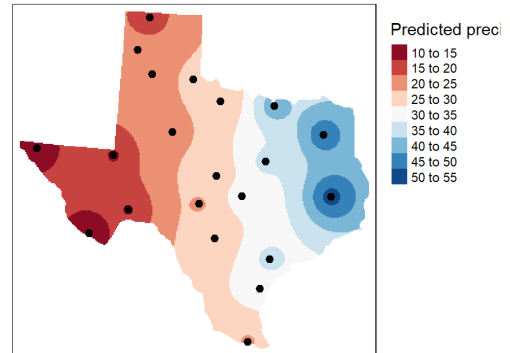 Predicted preci
10 to 15
15 to 20
20 to 25
25 to 30
30 to 35
35 to 40
40 to 45
45 to 50
50 to 55